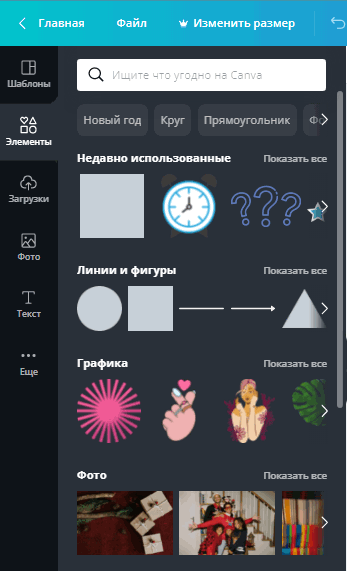 Главная Файл Изменить размер
Ищите что угодно на Canva
Шаблоны
Новый год Круг Прямоугольник
Элементы
Недавно использованные Показать все
Загрузки
Фото
Линии и фигуры Показать все
Текст
Еще
Графика Показать все
Фото Показать все